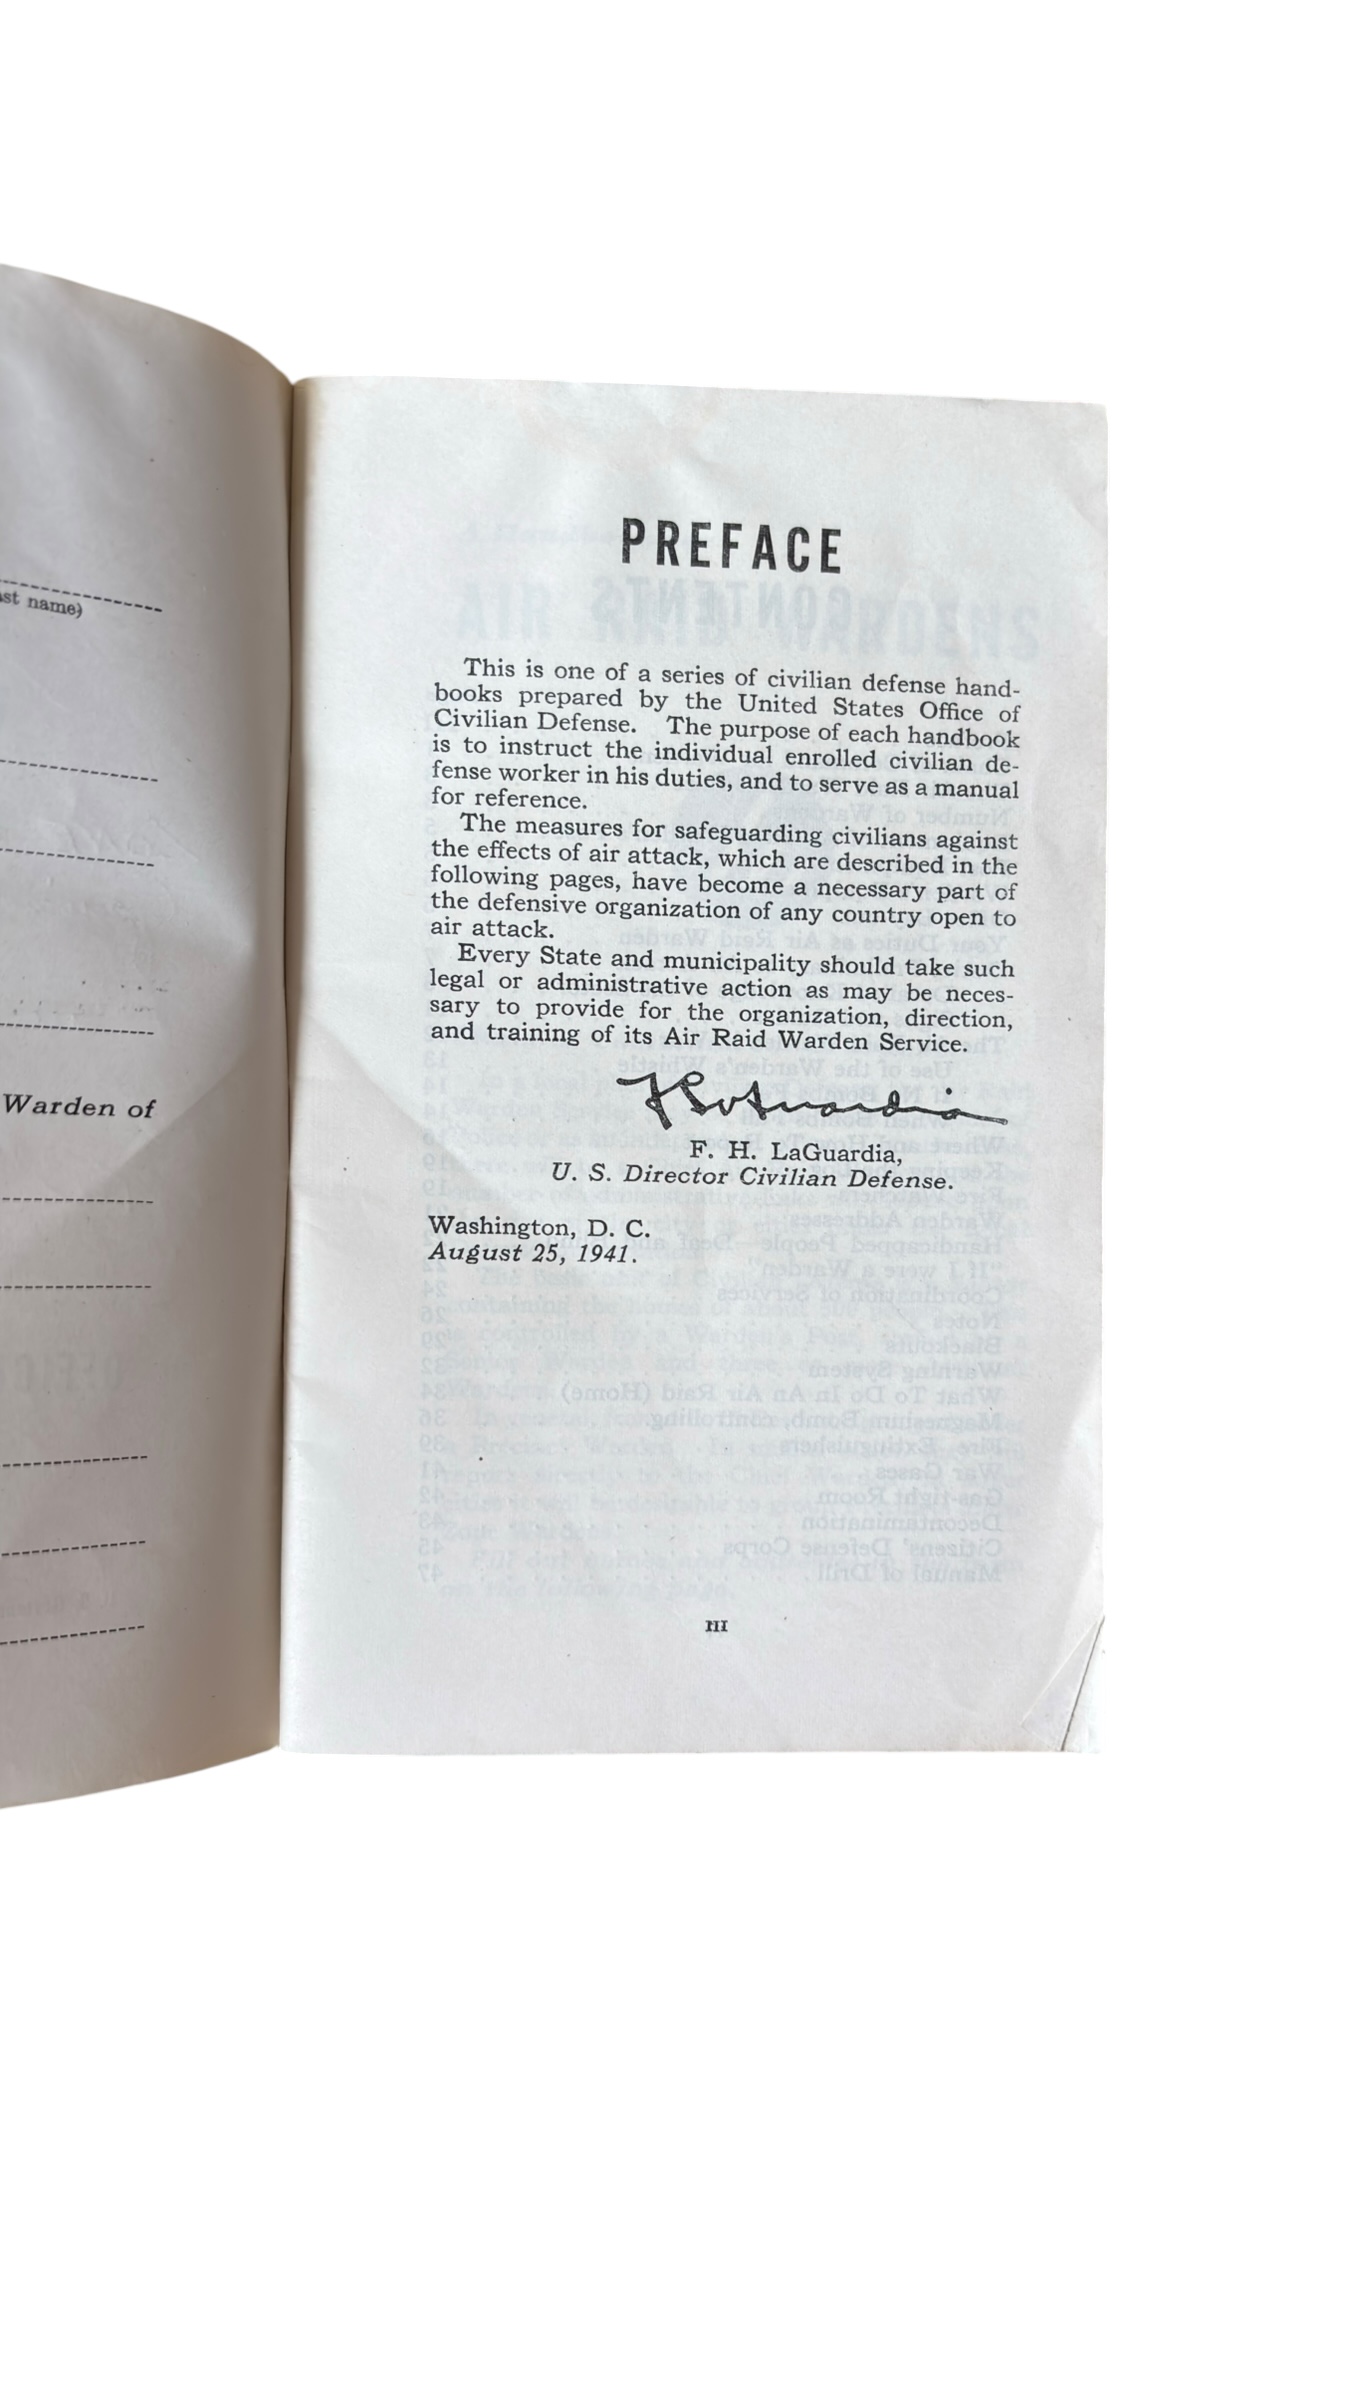 st name)
Warden of
PREFACE
This is one of a series of civilian defense hand-
books prepared by the United States Office of
Civilian Defense. The purpose of each handbook
is to instruct the individual enrolled civilian de-
fense worker in his duties, and to serve as a manual
for reference.
The measures for safeguarding civilians against
the effects of air attack, which are described in the
following pages, have become a necessary part of
the defensive organization of any country open to
air attack.
Every State and municipality should take such
legal or administrative action as may be neces-
sary to provide for the organization, direction,
and training of its Air Raid Warden Service.
F. H. LaGuardia
F. H. LaGuardia,
U. S. Director Civilian Defense.
Washington, D. C.
August 25, 1941.
III